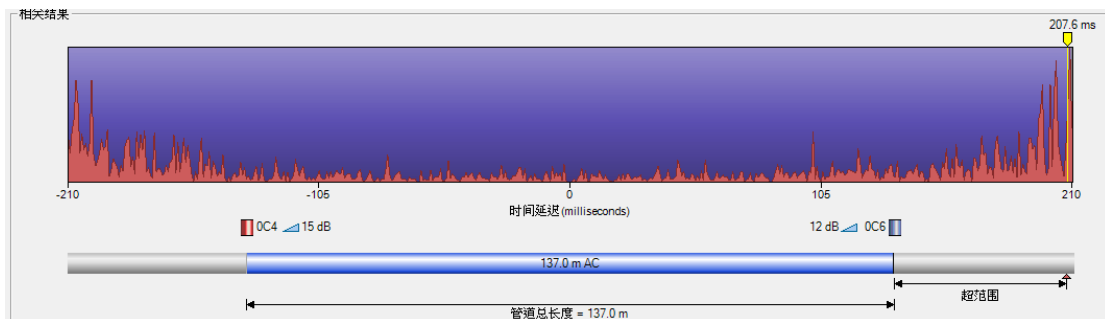 相关结果
207.6 ms
-210
-105
0
105
210
时间延迟(milliseconds)
0C4 15 dB
12 dB 0C6
137.0 m AC
超范围
管道总长度 = 137.0 m